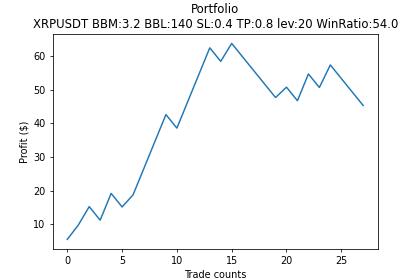 Portfolio
XRPUSDT BBM:3.2 BBL:140 SL:0.4 TP:0.8 lev:20 WinRatio:54.0
Profit ($)
60
50
40
30
20
10
0 5 10 15 20 25
Trade counts